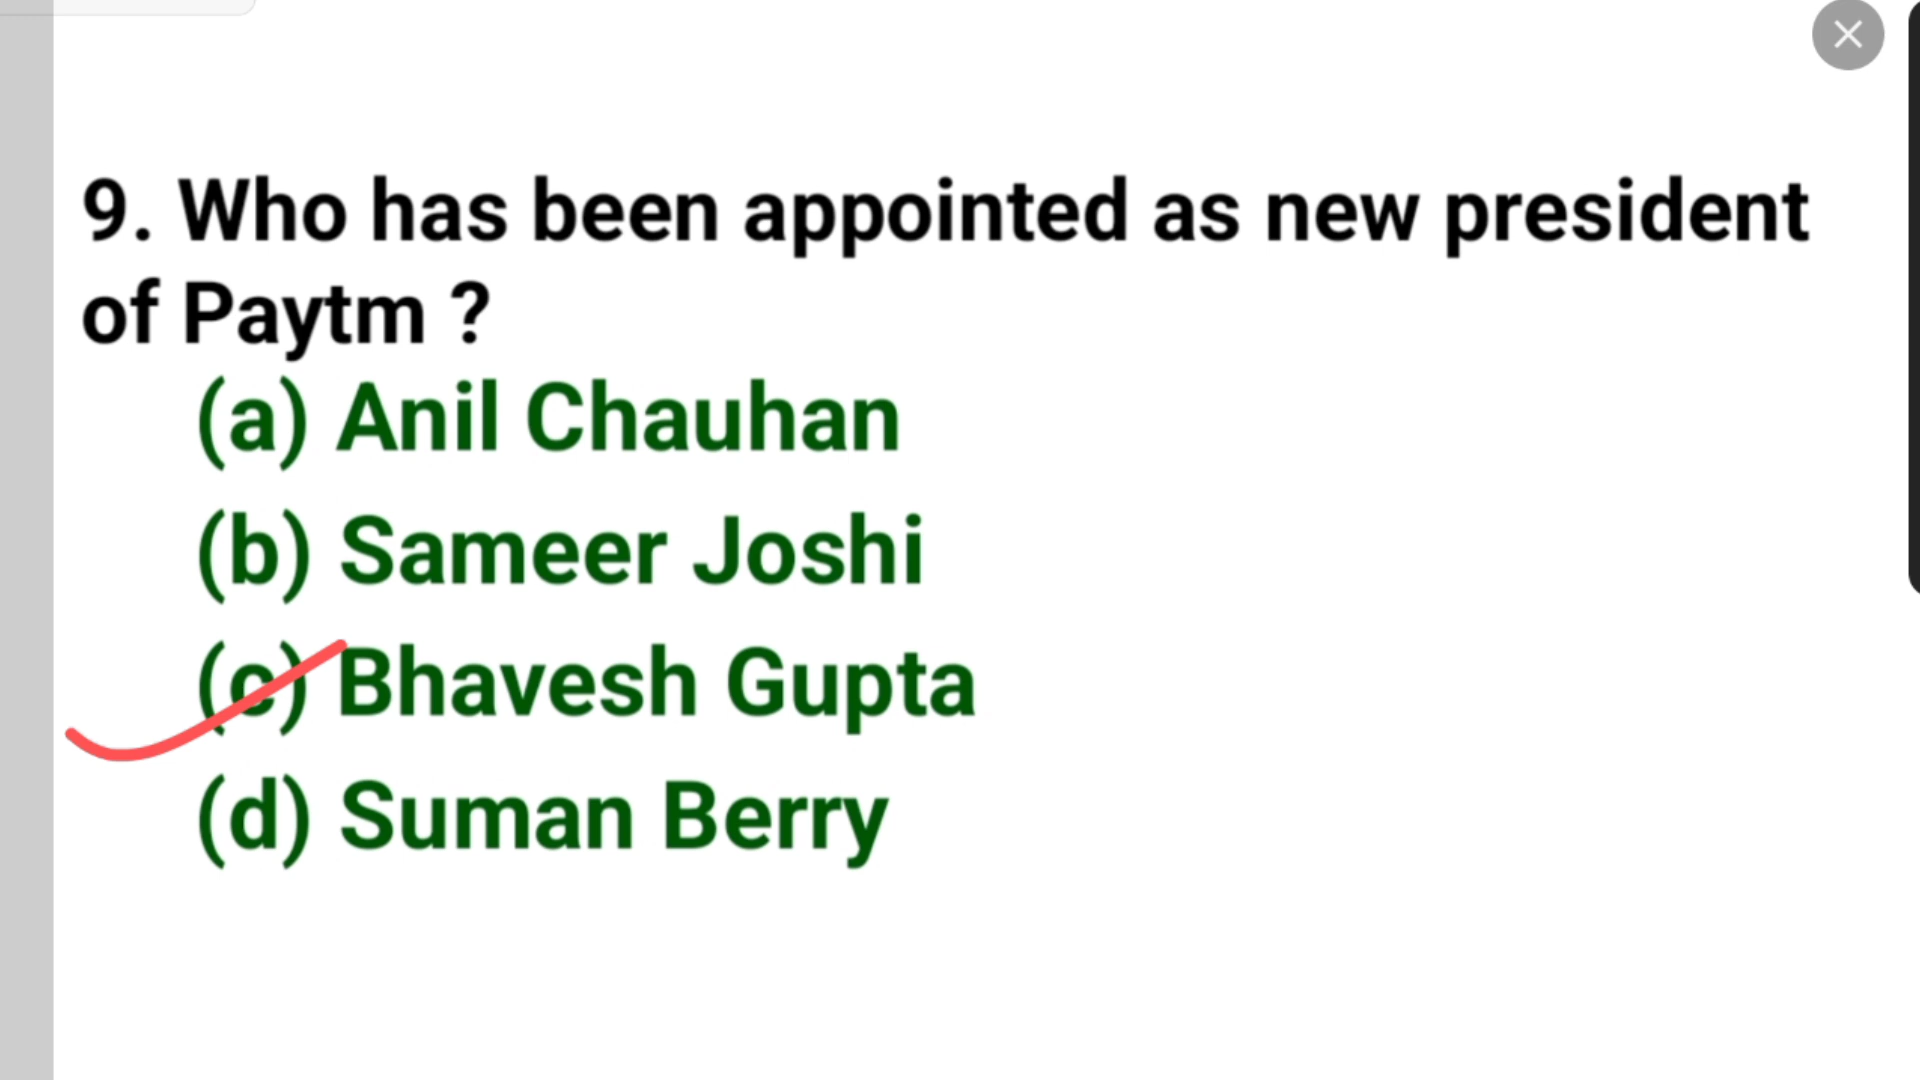 9. Who has been appointed as new president
of Paytm ?
(a) Anil Chauhan
(b) Sameer Joshi
(c) Bhavesh Gupta
(d) Suman Berry